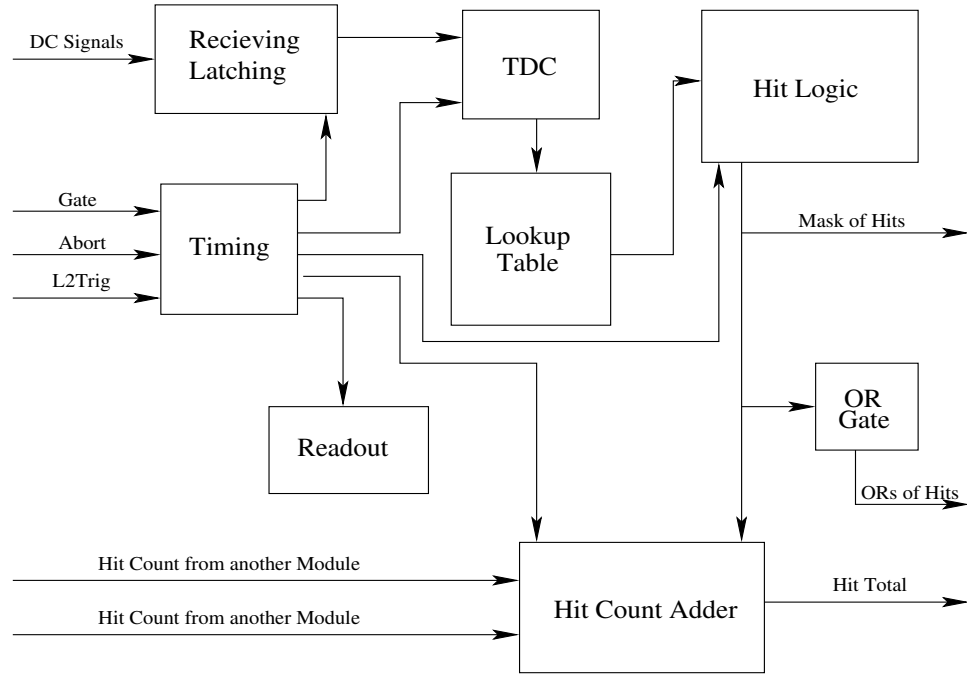 DC Signals
Recieving
Latching
TDC
Hit Logic
Gate
Abort
L2Trig
Timing
Lookup
Table
Mask of Hits
OR
Gate
Readout
ORs of Hits
Hit Count from another Module
Hit Count from another Module
Hit Count Adder
Hit Total